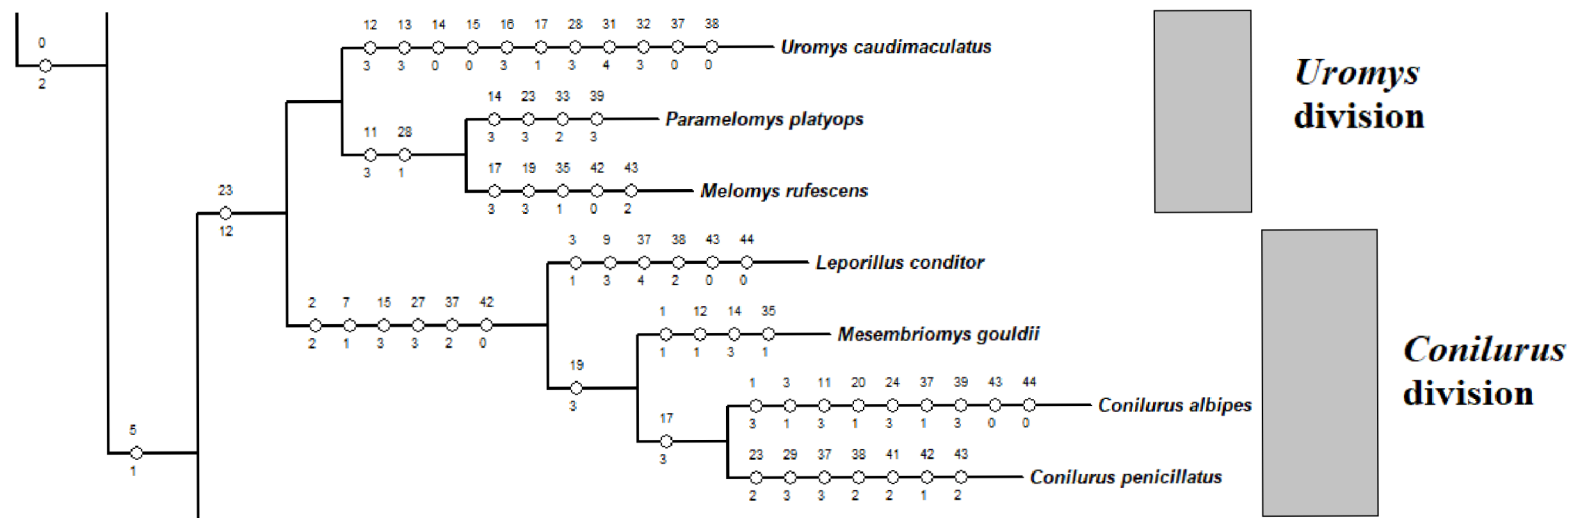 0
2
12 13 14 15 16 17 28 31 32 37 38
Uromys caudimaculatus
3 3 0 0 3 1 3 4 3 0 0
14 23 33 39
Paramelomys platyops
3 3 2 3
11 28
3 1
17 19 35 42 43
Melomys rufescens
3 3 1 0 2
Uromys
division
23
12
3 9 37 38 43 44
Leporillus conditor
1 3 4 2 0 0
2 7 15 27 37 42
2 1 3 3 2 0
1 12 14 35
Mesembriomys gouldii
1 1 3 1
19
3
1 3 11 20 24 37 39 43 44
Conilurus albipes
3 1 3 1 3 1 3 0 0
17
3
23 29 37 38 41 42 43
Conilurus penicillatus
2 3 3 2 2 1 2
Conilurus
division
5
1